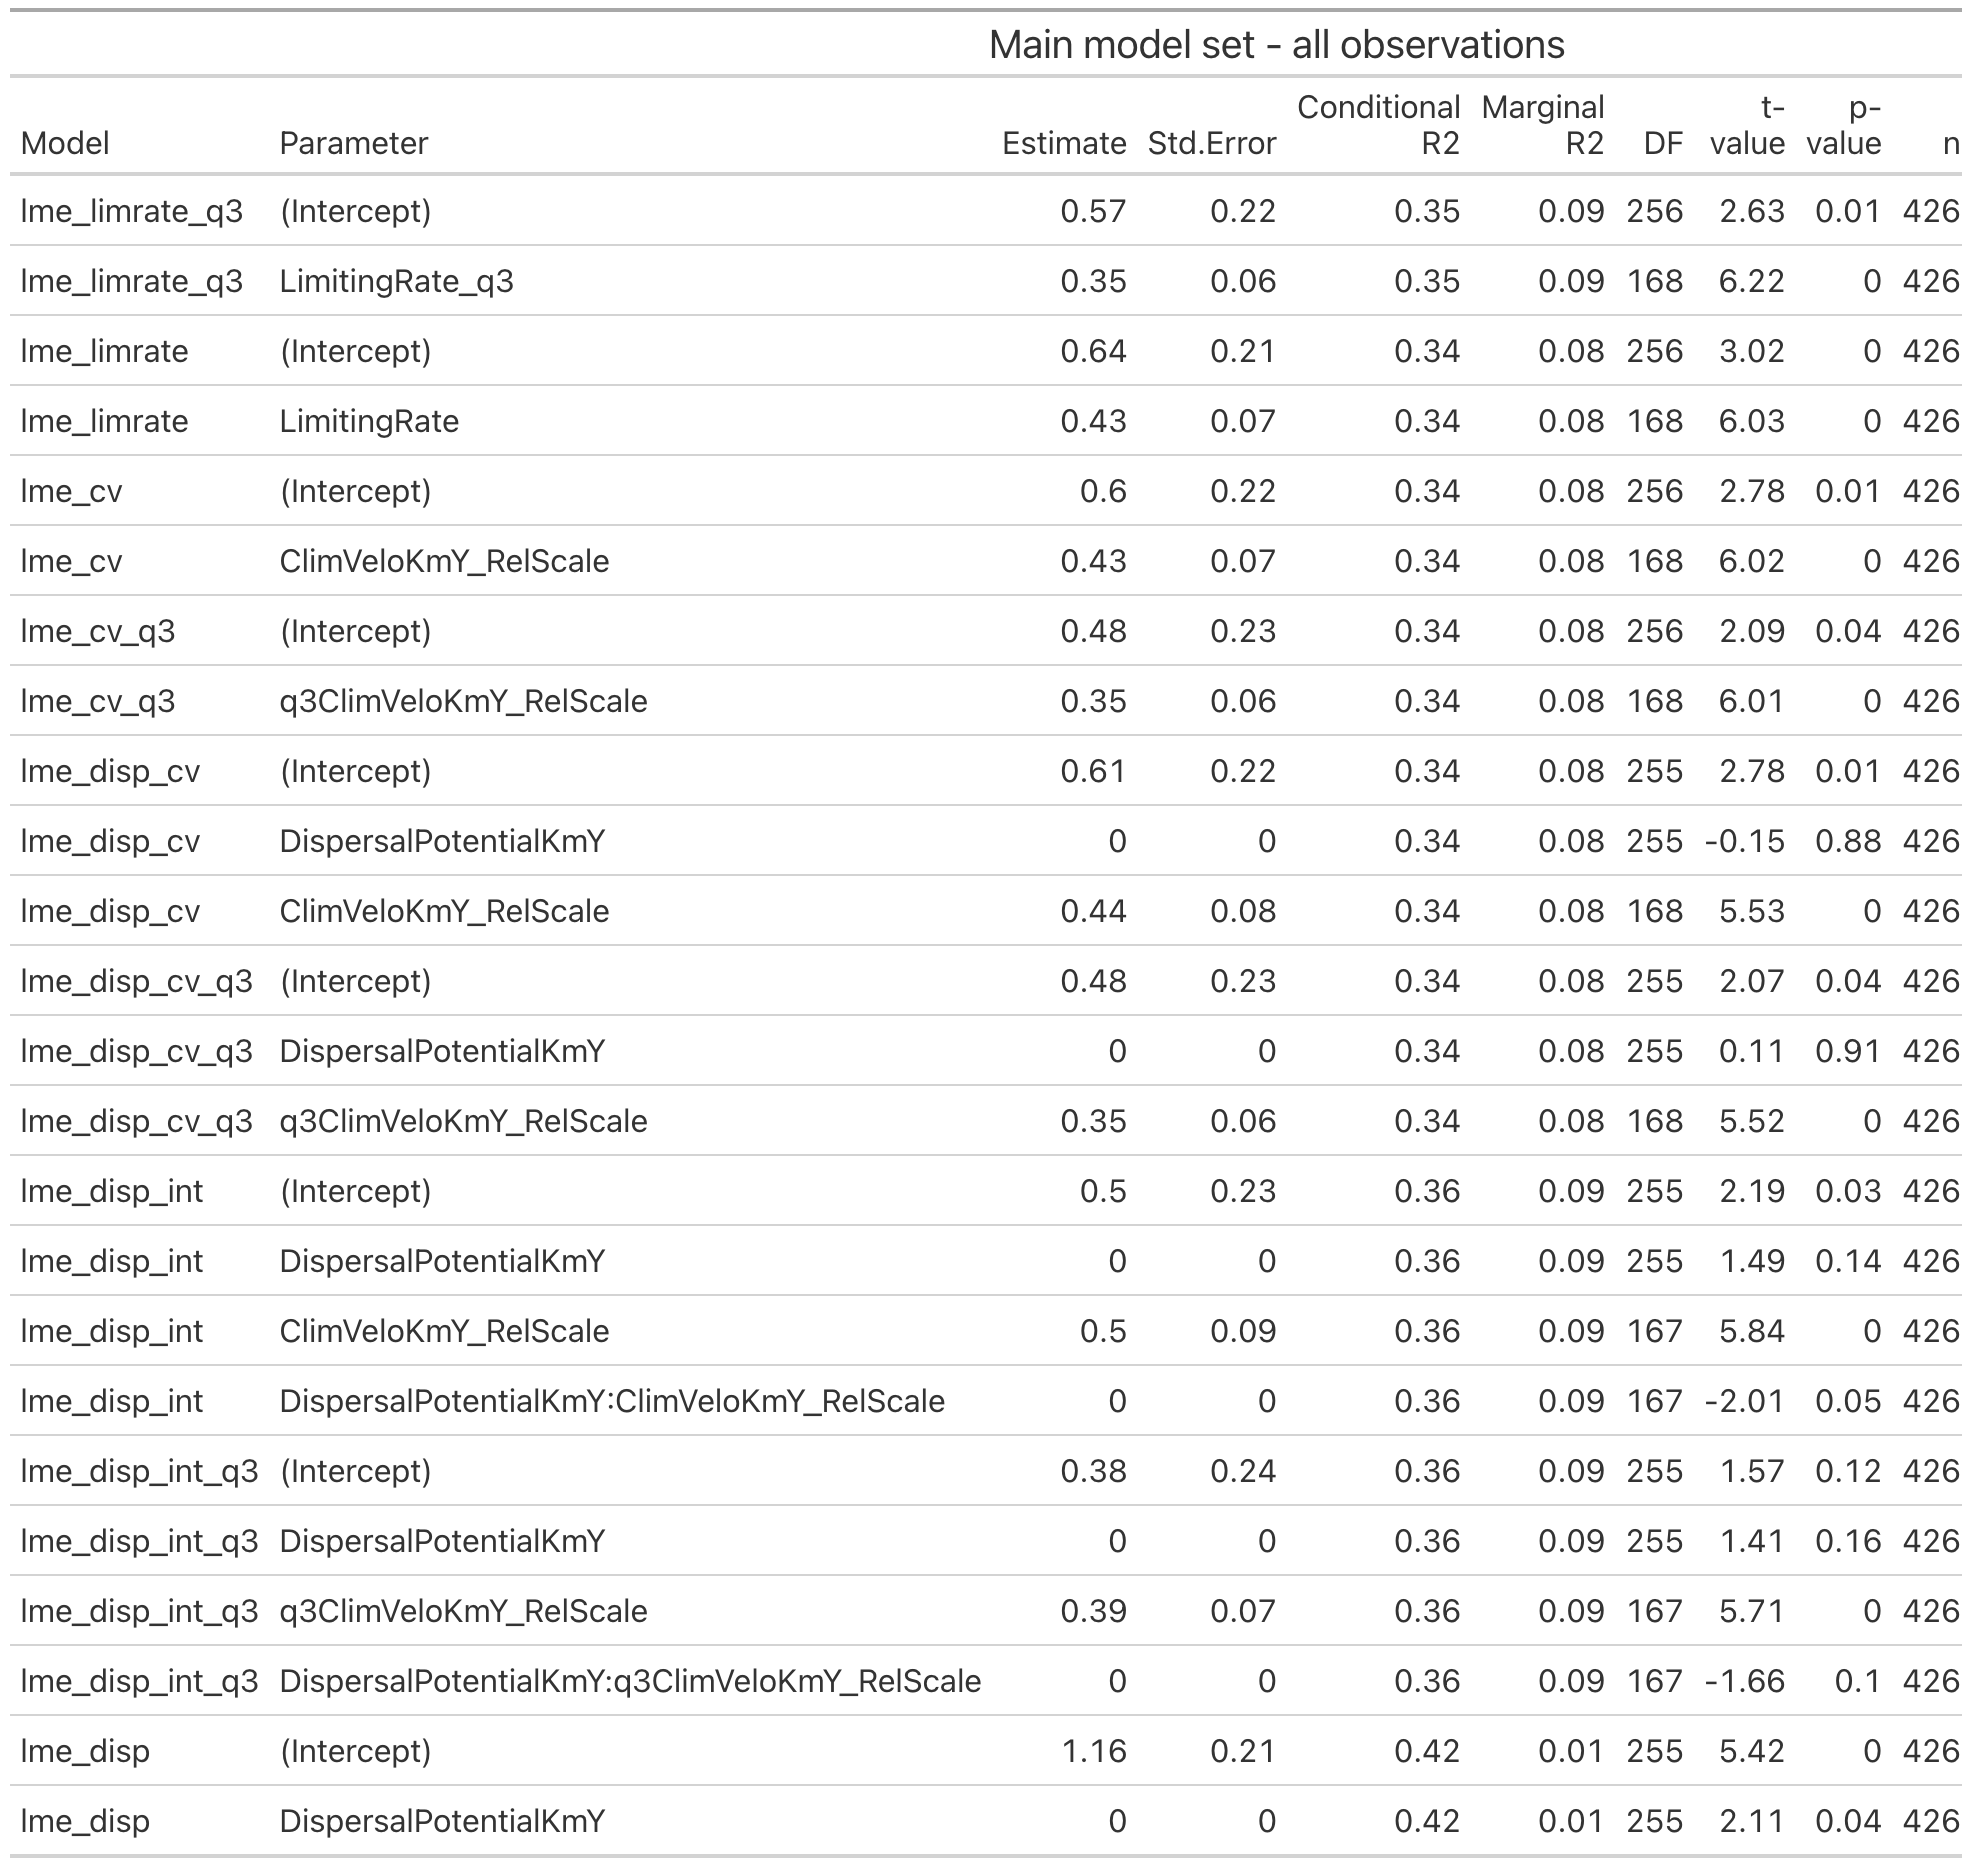 Main model set - all observations
Model Parameter Estimate Std.Error Conditional R2 Marginal R2 DF t-value p-value n
lme_limrate_q3 (Intercept) 0.57 0.22 0.35 0.09 256 2.63 0.01 426
lme_limrate_q3 LimitingRate_q3 0.35 0.06 0.35 0.09 168 6.22 0 426
lme_limrate (Intercept) 0.64 0.21 0.34 0.08 256 3.02 0 426
lme_limrate LimitingRate 0.43 0.07 0.34 0.08 168 6.03 0 426
lme_cv (Intercept) 0.6 0.22 0.34 0.08 256 2.78 0.01 426
lme_cv ClimVeloKmY_RelScale 0.43 0.07 0.34 0.08 168 6.02 0 426
lme_cv_q3 (Intercept) 0.48 0.23 0.34 0.08 256 2.09 0.04 426
lme_cv_q3 q3ClimVeloKmY_RelScale 0.35 0.06 0.34 0.08 168 6.01 0 426
lme_disp_cv (Intercept) 0.61 0.22 0.34 0.08 255 2.78 0.01 426
lme_disp_cv DispersalPotentialKmY 0 0 0.34 0.08 255 -0.15 0.88 426
lme_disp_cv ClimVeloKmY_RelScale 0.44 0.08 0.34 0.08 168 5.53 0 426
lme_disp_cv_q3 (Intercept) 0.48 0.23 0.34 0.08 255 2.07 0.04 426
lme_disp_cv_q3 DispersalPotentialKmY 0 0 0.34 0.08 255 0.11 0.91 426
lme_disp_cv_q3 q3ClimVeloKmY_RelScale 0.35 0.06 0.34 0.08 168 5.52 0 426
lme_disp_int (Intercept) 0.5 0.23 0.36 0.09 255 2.19 0.03 426
lme_disp_int DispersalPotentialKmY 0 0 0.36 0.09 255 1.49 0.14 426
lme_disp_int ClimVeloKmY_RelScale 0.5 0.09 0.36 0.09 167 5.84 0 426
lme_disp_int DispersalPotentialKmY:ClimVeloKmY_RelScale 0 0 0.36 0.09 167 -2.01 0.05 426
lme_disp_int_q3 (Intercept) 0.38 0.24 0.36 0.09 255 1.57 0.12 426
lme_disp_int_q3 DispersalPotentialKmY 0 0 0.36 0.09 255 1.41 0.16 426
lme_disp_int_q3 q3ClimVeloKmY_RelScale 0.39 0.07 0.36 0.09 167 5.71 0 426
lme_disp_int_q3 DispersalPotentialKmY:q3ClimVeloKmY_RelScale 0 0 0.36 0.09 167 -1.66 0.1 426
lme_disp (Intercept) 1.16 0.21 0.42 0.01 255 5.42 0 426
lme_disp DispersalPotentialKmY 0 0 0.42 0.01 255 2.11 0.04 426